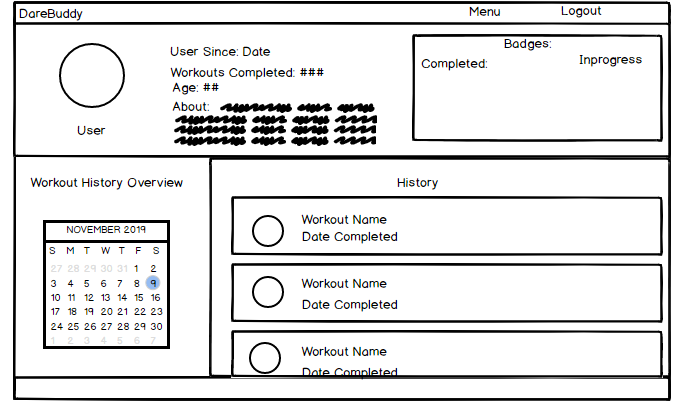 DareBuddy Menu Logout
User Since: Date
Workouts Completed: ###
Age: ##
About:
User
Badges:
Completed: Inprogress
Workout History Overview
NOVEMBER 2019
S M T W T F S
27 28 29 30 31 1 2
3 4 5 6 7 8 9
10 11 12 13 14 15 16
17 18 19 20 21 22 23
24 25 26 27 28 29 30
1 2 3 4 5 6 7
History
Workout Name
Date Completed
Workout Name
Date Completed
Workout Name
Date Completed